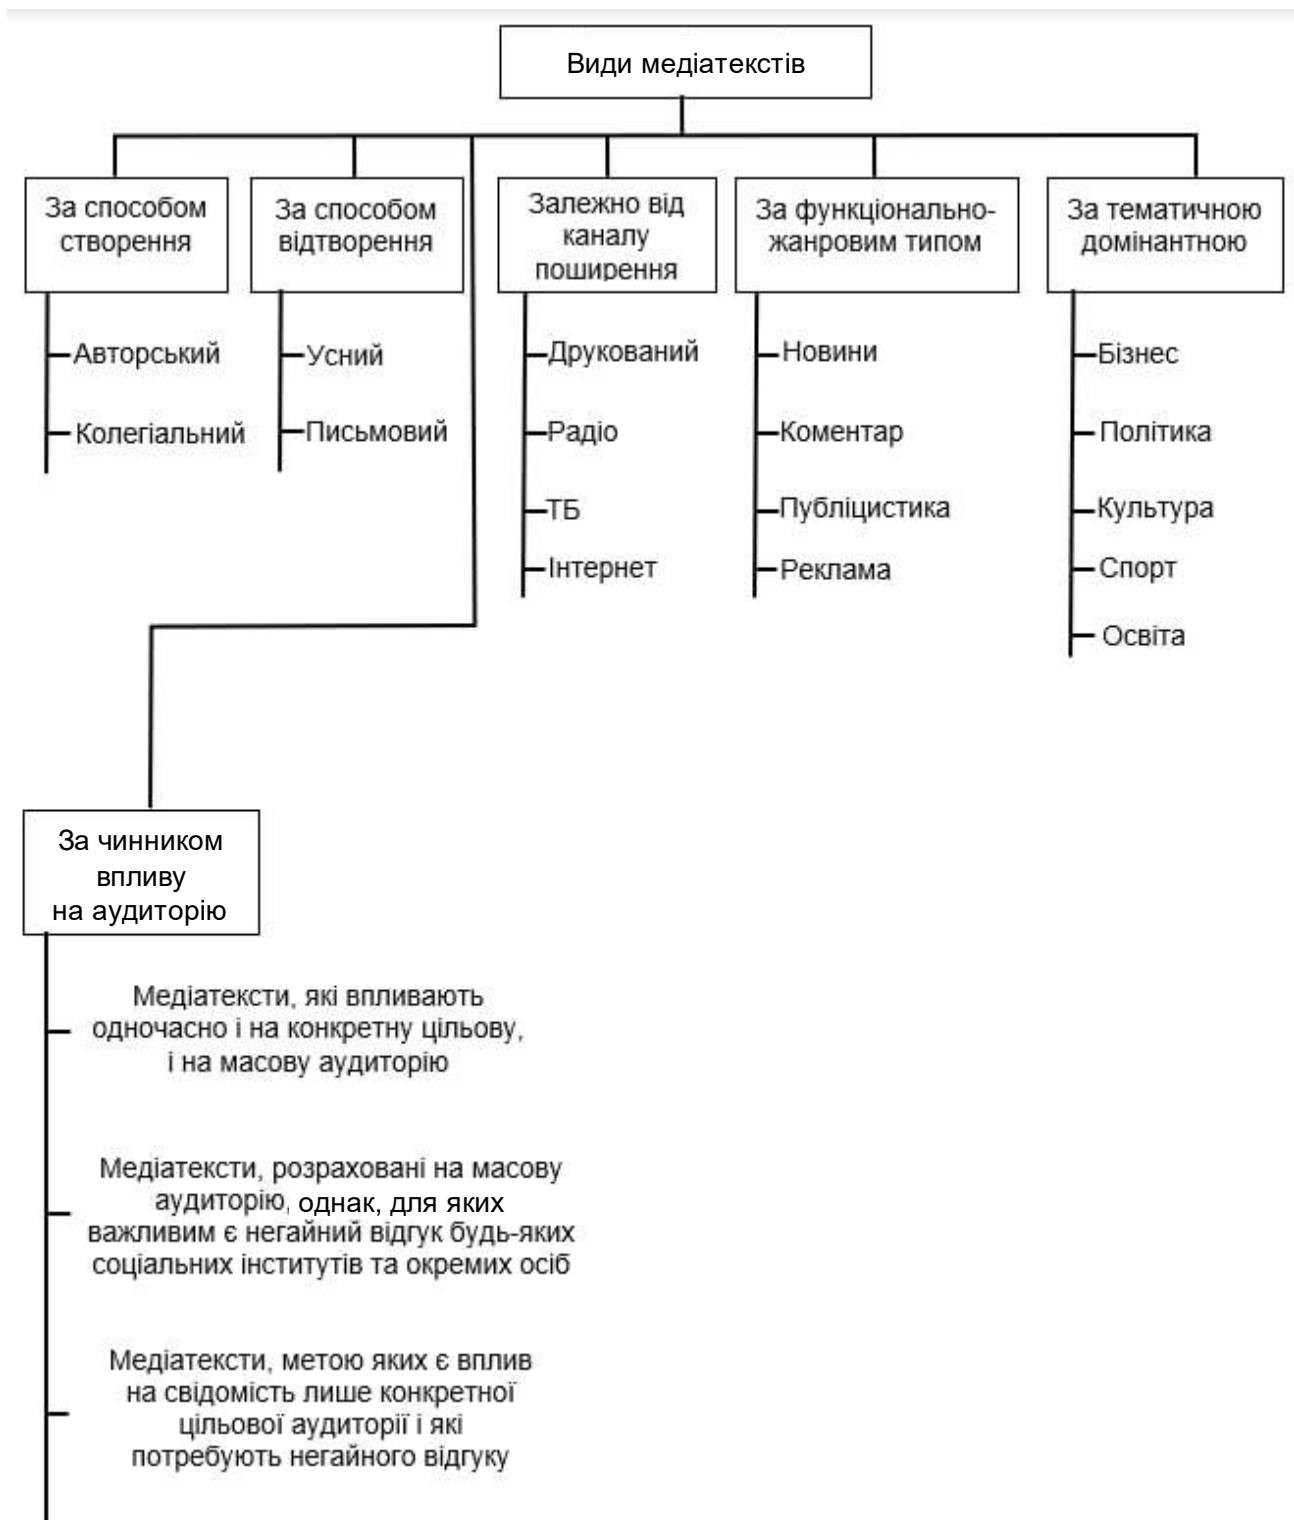 Види медіатекстів
За способом
створення
Авторський
Колегіальний
За способом
відтворення
Усний
Письмовий
Залежно від
каналу
поширення
Друкований
Радіо
ТБ
Інтернет
За функціонально-
жанровим типом
Новини
Коментар
Публіцистика
Реклама
За тематичною
домінантною
Бізнес
Політика
Культура
Спорт
Освіта
За чинником
впливу
на аудиторію
Медіатексти, які впливають
одночасно і на конкретну цільову,
і на масову аудиторію
Медіатексти, розраховані на масову
аудиторію, однак, для яких
важливим є негайний відгук будь-яких
соціальних інститутів та окремих осіб
Медіатексти, метою яких є вплив
на свідомість лише конкретної
цільової аудиторії і які
потребують негайного відгуку